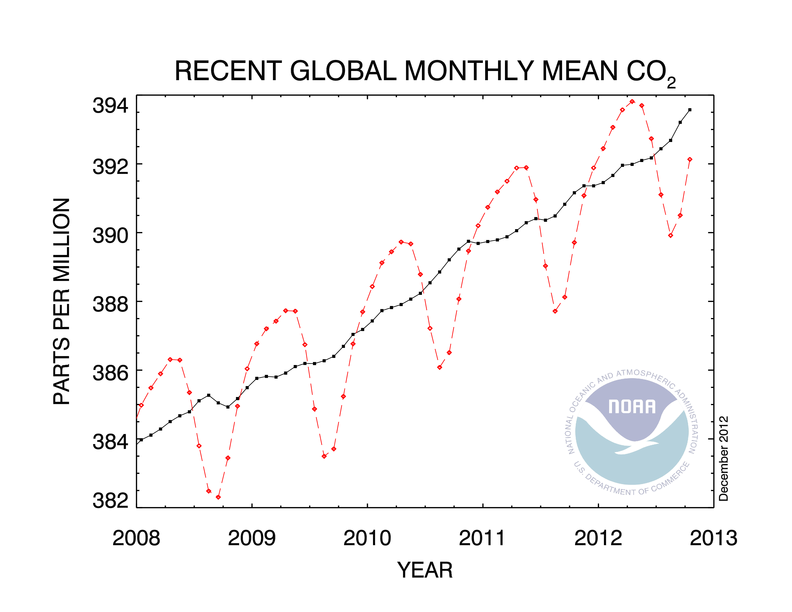 RECENT GLOBAL MONTHLY MEAN CO2
394
392
390
388
386
384
382
PARTS PER MILLION
2008 2009 2010 2011 2012 2013
YEAR
NATIONAL OCEANIC AND ATMOSPHERIC ADMINISTRATION
NOAA
U.S. DEPARTMENT OF COMMERCE
December 2012